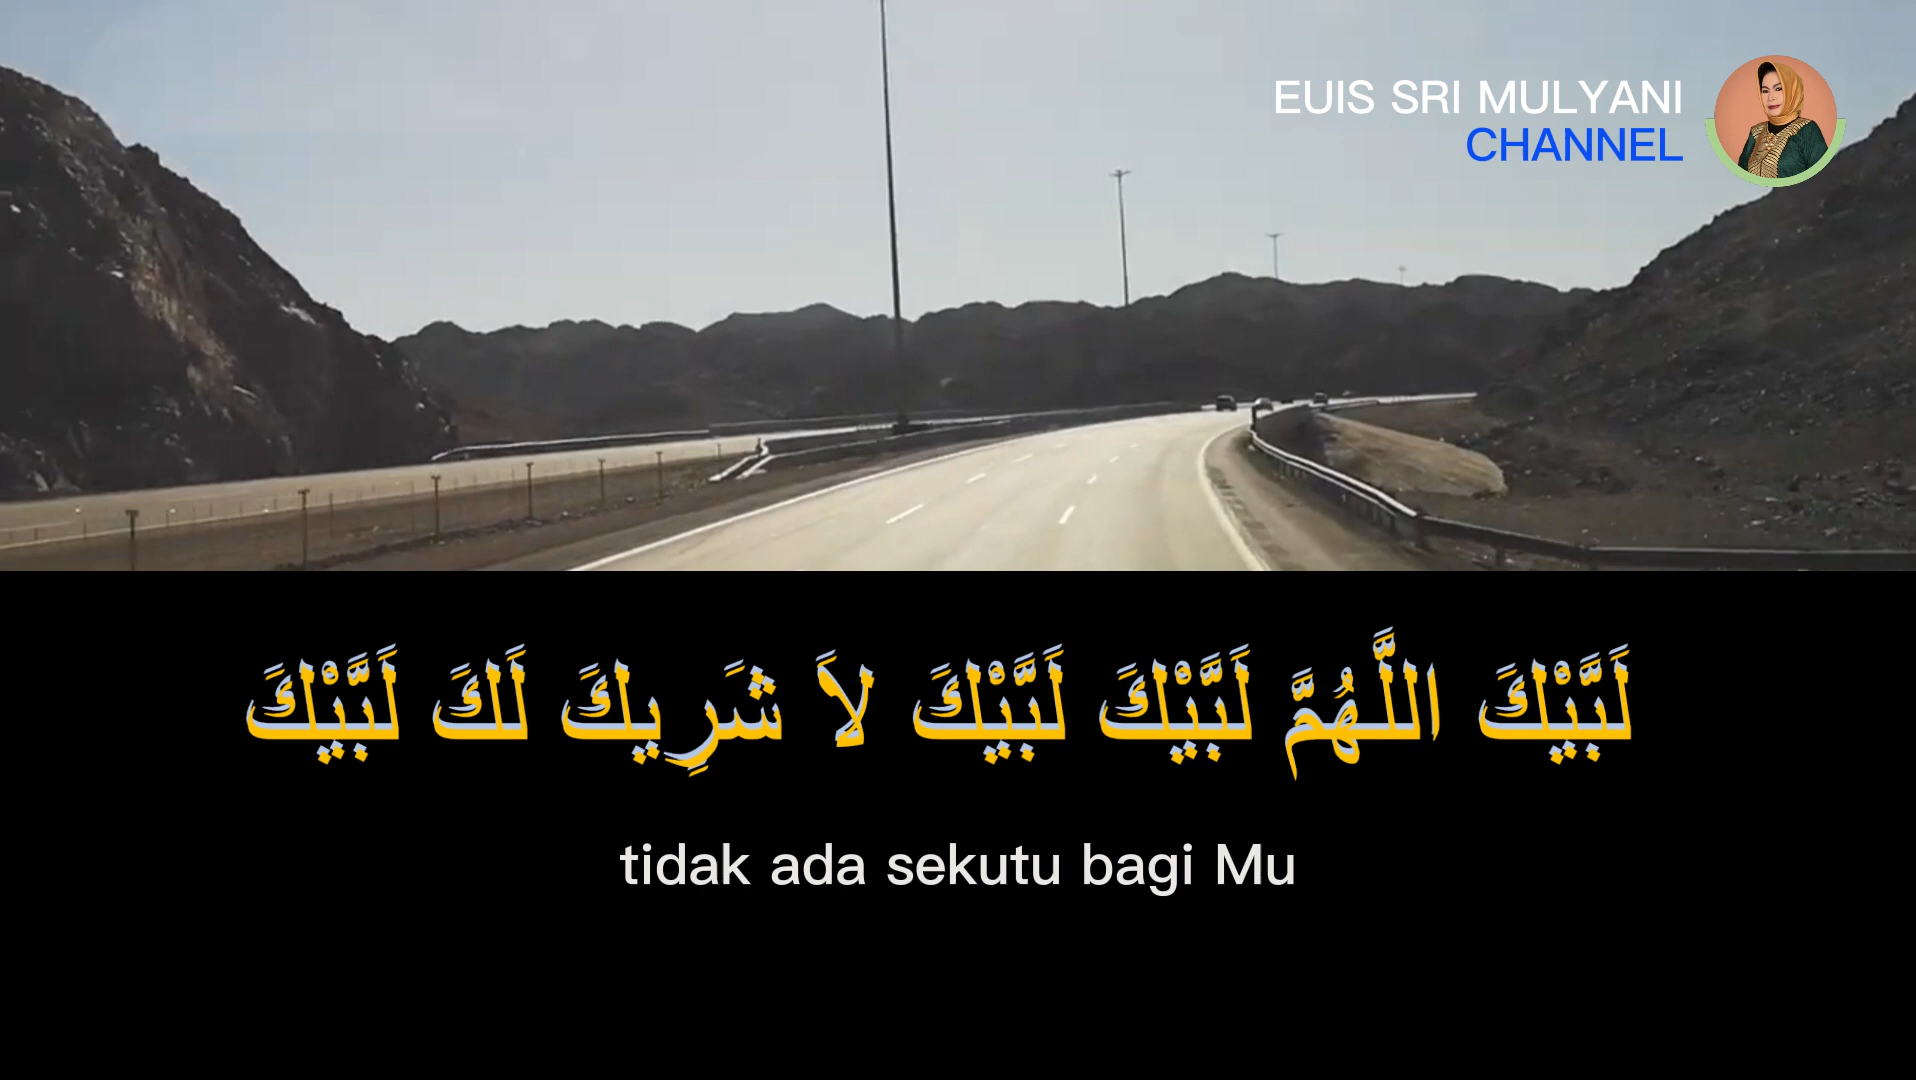 EUIS SRI MULYANI
CHANNEL
لَبَّيْكَ اللَّهُمَّ لَبَّيْكَ لَبَّيْكَ لاَ شَرِيكَ لَكَ لَبَّيْكَ
tidak ada sekutu bagi Mu